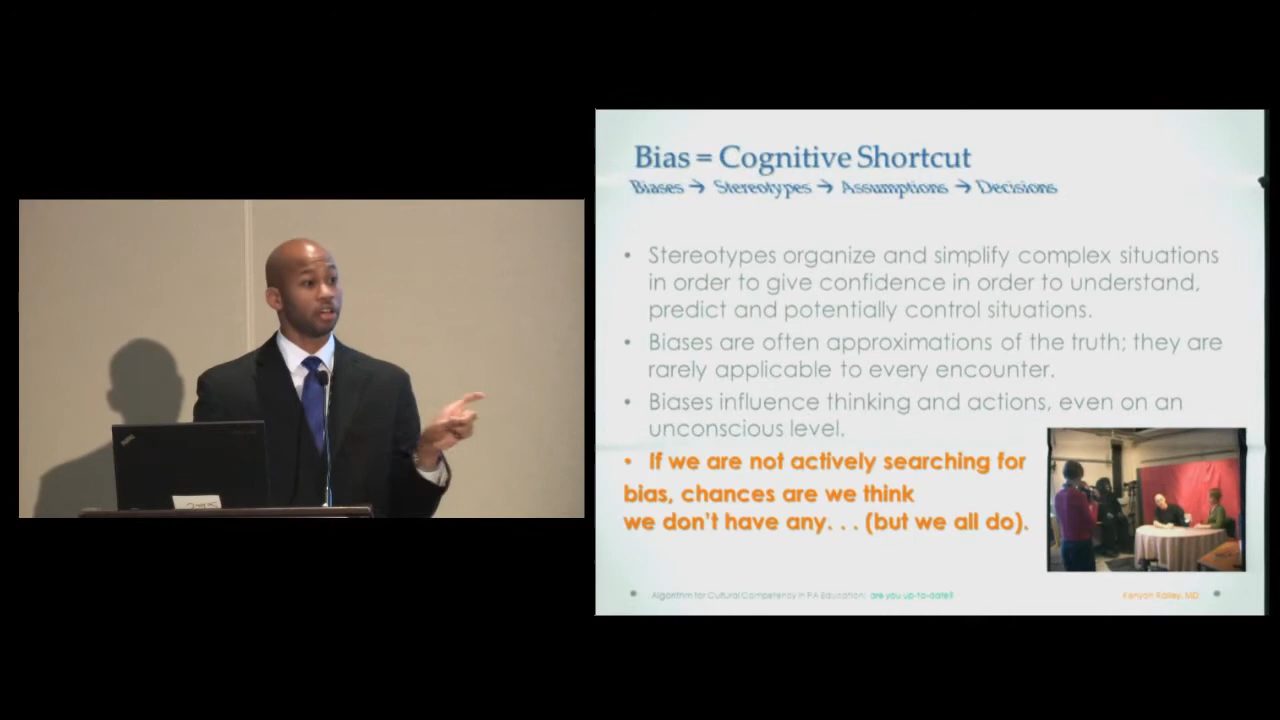 Bias = Cognitive Shortcut
Biases → Stereotypes → Assumptions → Decisions
• Stereotypes organize and simplify complex situations
in order to give confidence in order to understand,
predict and potentially control situations.
• Biases are often approximations of the truth; they are
rarely applicable to every encounter.
• Biases influence thinking and actions, even on an
unconscious level.
• If we are not actively searching for
bias, chances are we think
we don't have any. . . (but we all do).
Algorithm for Cultural Competency in PA Education: are you up-to-date?
Kenyon Railey, MD